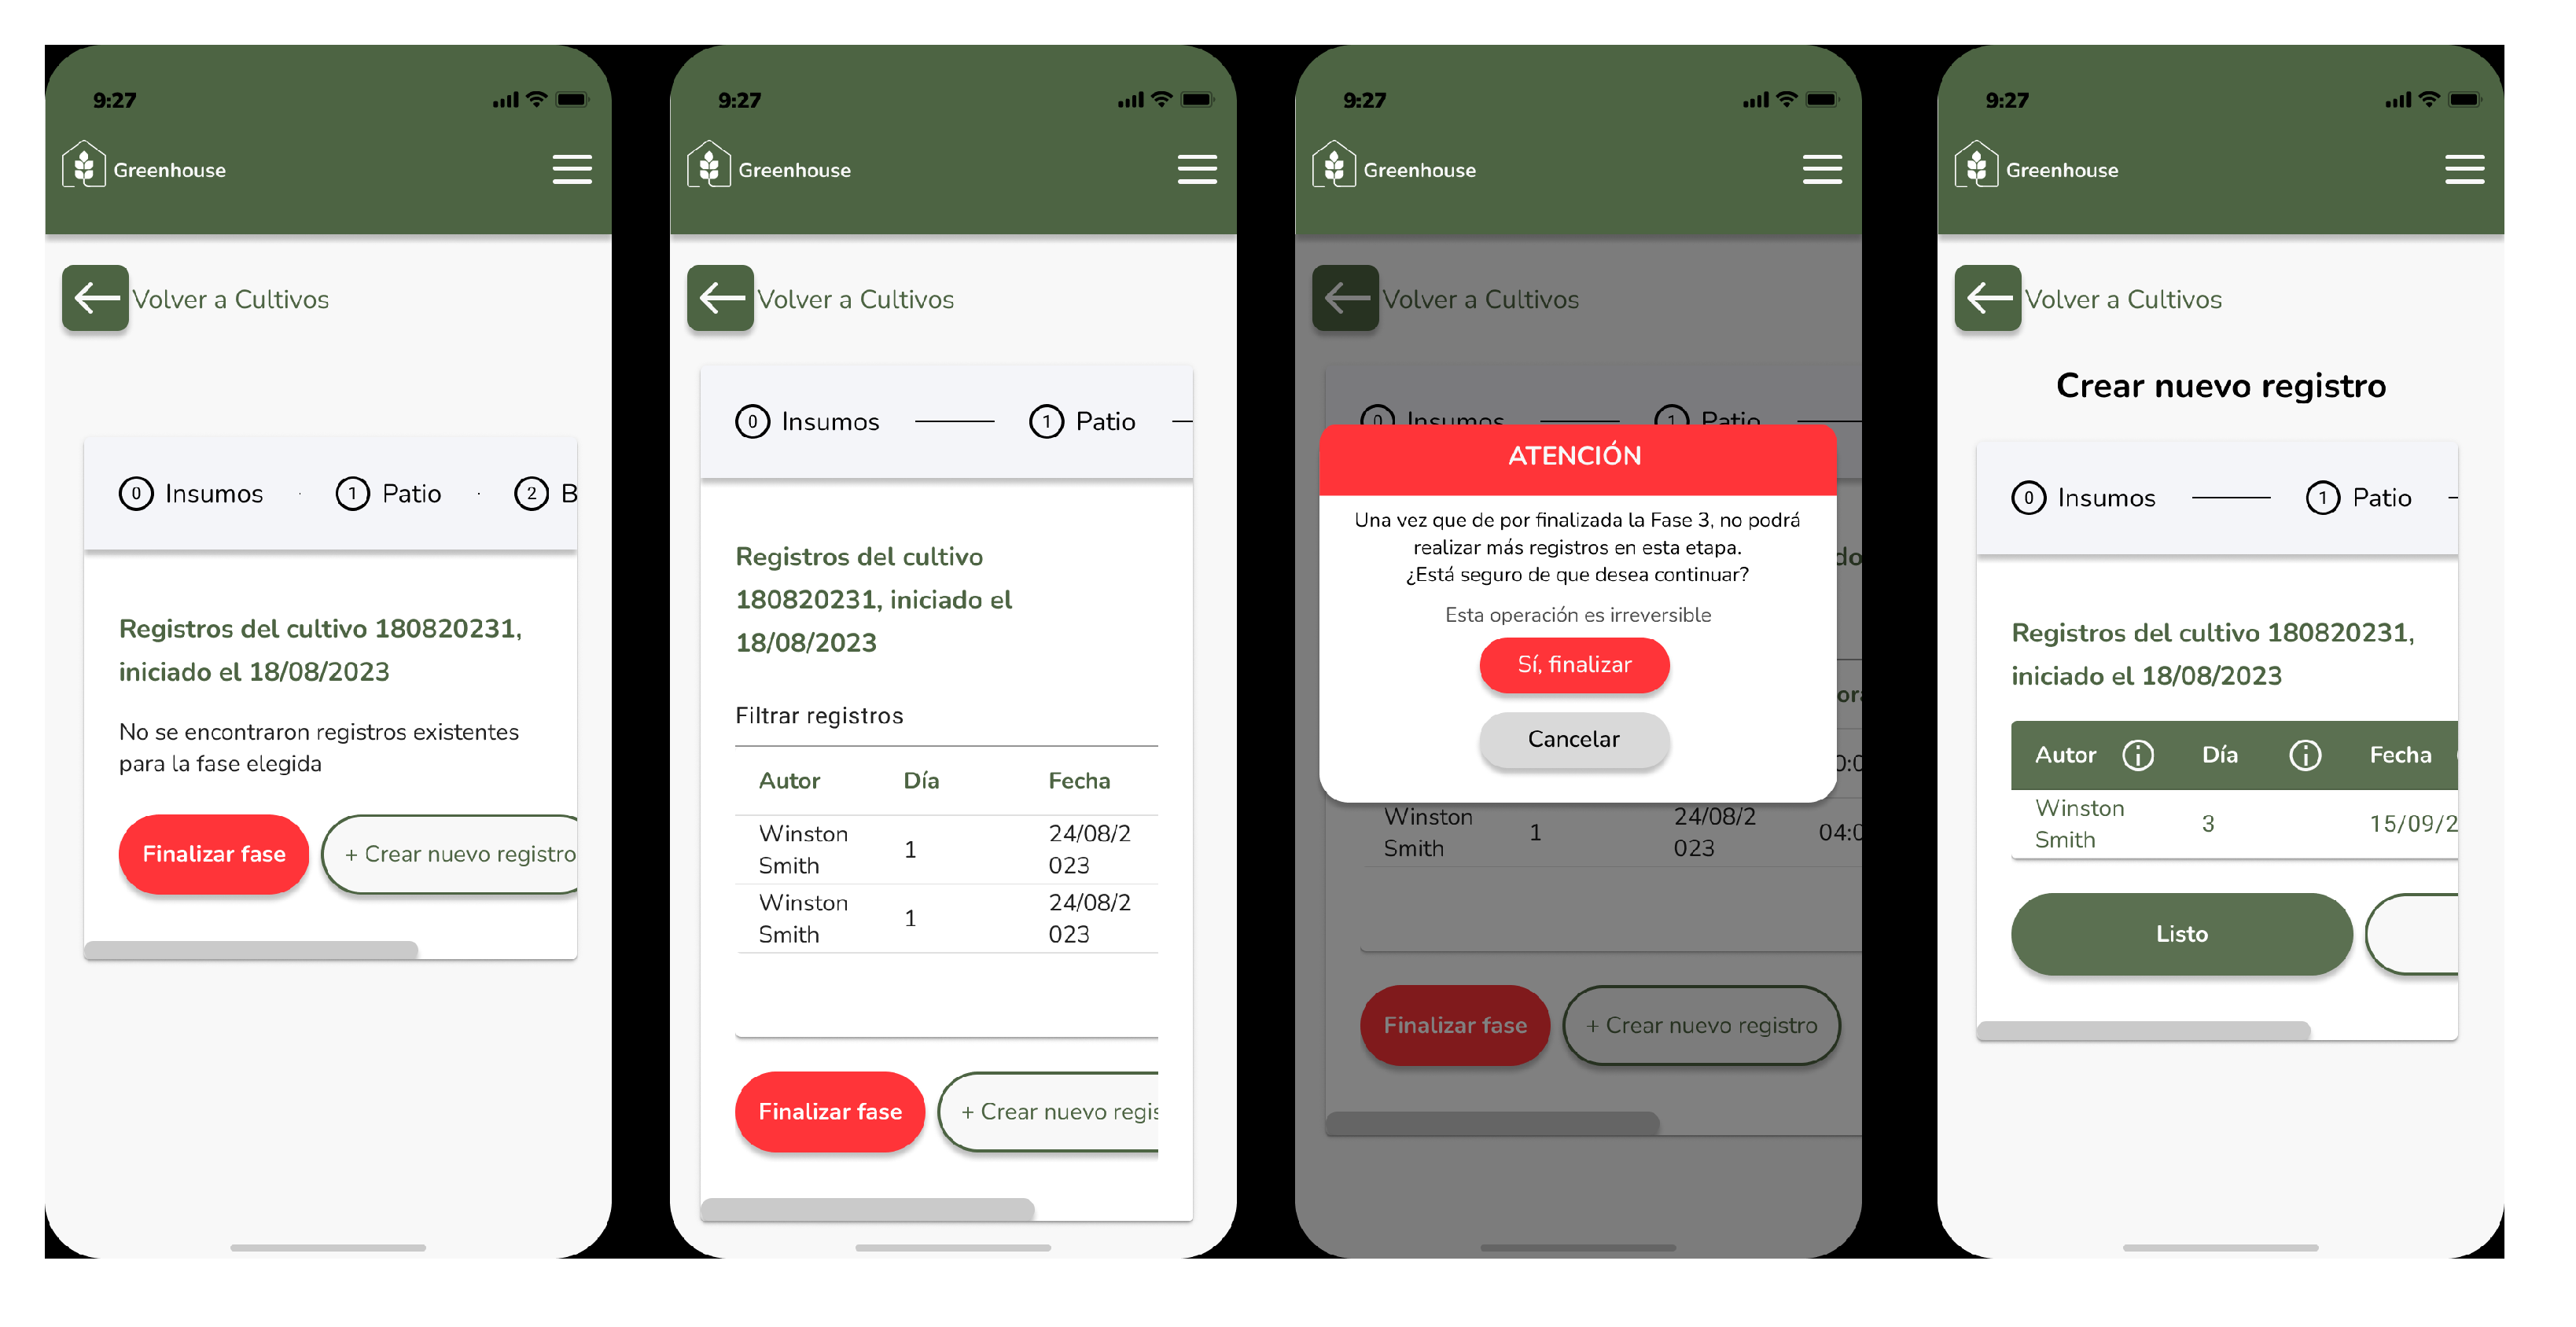 9:27
Greenhouse
Volver a Cultivos
0 Insumos 1 Patio 2 B
Registros del cultivo 180820231,
iniciado el 18/08/2023
No se encontraron registros existentes
para la fase elegida
Finalizar fase + Crear nuevo registro
9:27
Greenhouse
Volver a Cultivos
0 Insumos 1 Patio
Registros del cultivo
180820231, iniciado el
18/08/2023
Filtrar registros
Autor Día Fecha
Winston
Smith
1
24/08/2
023
Winston
Smith
1
24/08/2
023
Finalizar fase + Crear nuevo regis
9:27
Greenhouse
Volver a Cultivos
0 Insumos 1 Patio
ATENCIÓN
Una vez que de por finalizada la Fase 3, no podrá
realizar más registros en esta etapa.
¿Está seguro de que desea continuar?
Esta operación es irreversible
Sí, finalizar
Cancelar
do
Winston
Smith
1
24/08/2
023
04:0
Finalizar fase + Crear nuevo registro
9:27
Greenhouse
Volver a Cultivos
Crear nuevo registro
0 Insumos 1 Patio
Registros del cultivo 180820231,
iniciado el 18/08/2023
Autor i Día i Fecha
Winston
Smith
3
15/09/2
Listo